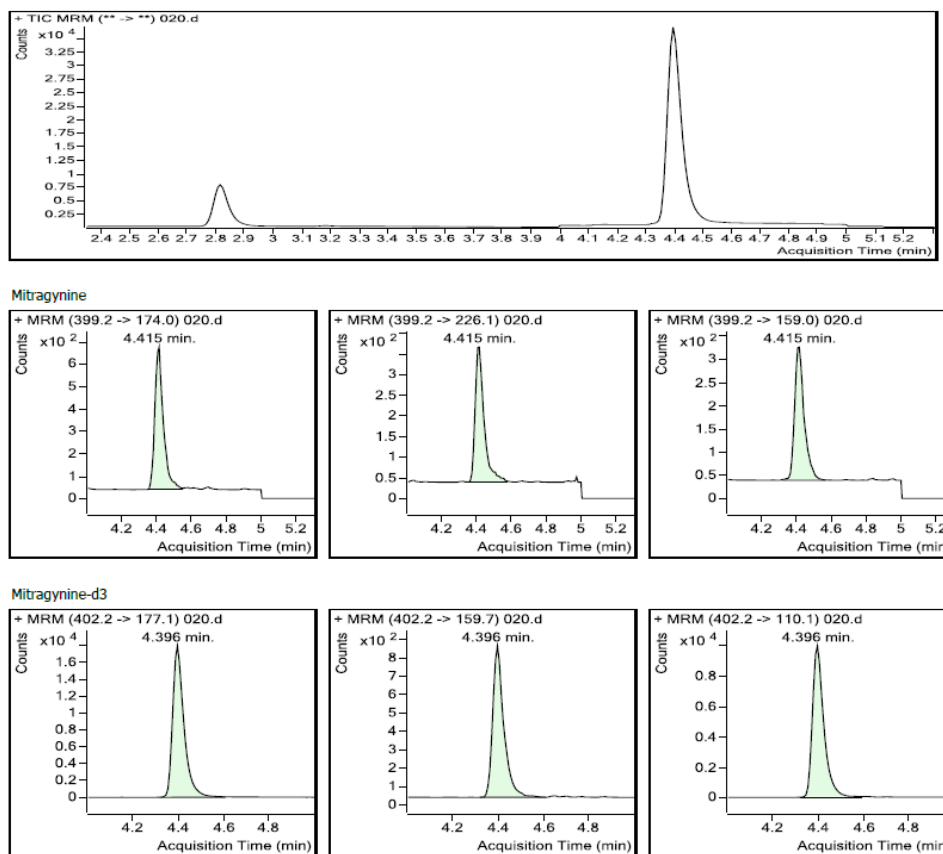 + TIC MRM (** -> **) 020.d
Counts
x10 4
3.25
3
2.75
2.5
2.25
2
1.75
1.5
1.25
1
0.75
0.5
0.25
2.4 2.5 2.6 2.7 2.8 2.9 3 3.1 3.2 3.3 3.4 3.5 3.6 3.7 3.8 3.9 4 4.1 4.2 4.3 4.4 4.5 4.6 4.7 4.8 4.9 5 5.1 5.2
Acquisition Time (min)
Mitragynine
+ MRM (399.2 -> 174.0) 020.d
Counts
x10 2
4.415 min.
6
5
4
3
2
1
0
4.2 4.4 4.6 4.8 5 5.2
Acquisition Time (min)
+ MRM (399.2 -> 226.1) 020.d
Counts
x10 2
4.415 min.
3
2.5
2
1.5
1
0.5
0
4.2 4.4 4.6 4.8 5 5.2
Acquisition Time (min)
+ MRM (399.2 -> 159.0) 020.d
Counts
x10 2
4.415 min.
3
2.5
2
1.5
1
0.5
0
4.2 4.4 4.6 4.8 5 5.2
Acquisition Time (min)
Mitragynine-d3
+ MRM (402.2 -> 177.1) 020.d
Counts
x10 4
4.396 min.
1.6
1.4
1.2
1
0.8
0.6
0.4
0.2
0
4.2 4.4 4.6 4.8
Acquisition Time (min)
+ MRM (402.2 -> 159.7) 020.d
Counts
x10 2
4.396 min.
8
7
6
5
4
3
2
1
0
4.2 4.4 4.6 4.8
Acquisition Time (min)
+ MRM (402.2 -> 110.1) 020.d
Counts
x10 4
4.396 min.
0.8
0.6
0.4
0.2
0
4.2 4.4 4.6 4.8
Acquisition Time (min)